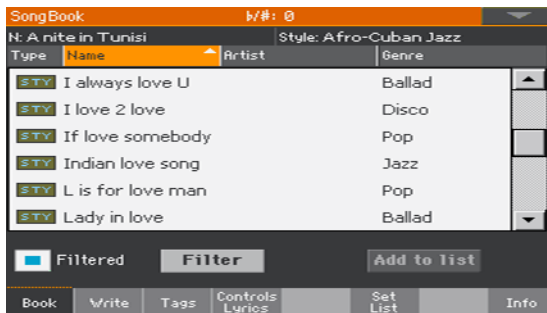 SongBook ♭/#: 0
N: A nite in Tunisi Style: Afro-Cuban Jazz
Type Name Artist Genre
STY I always love U Ballad
STY I love 2 love Disco
STY If love somebody Pop
STY Indian love song Jazz
STY L is for love man Pop
STY Lady in love Ballad
Filtered Filter Add to list
Book Write Tags Controls Lyrics Set List Info